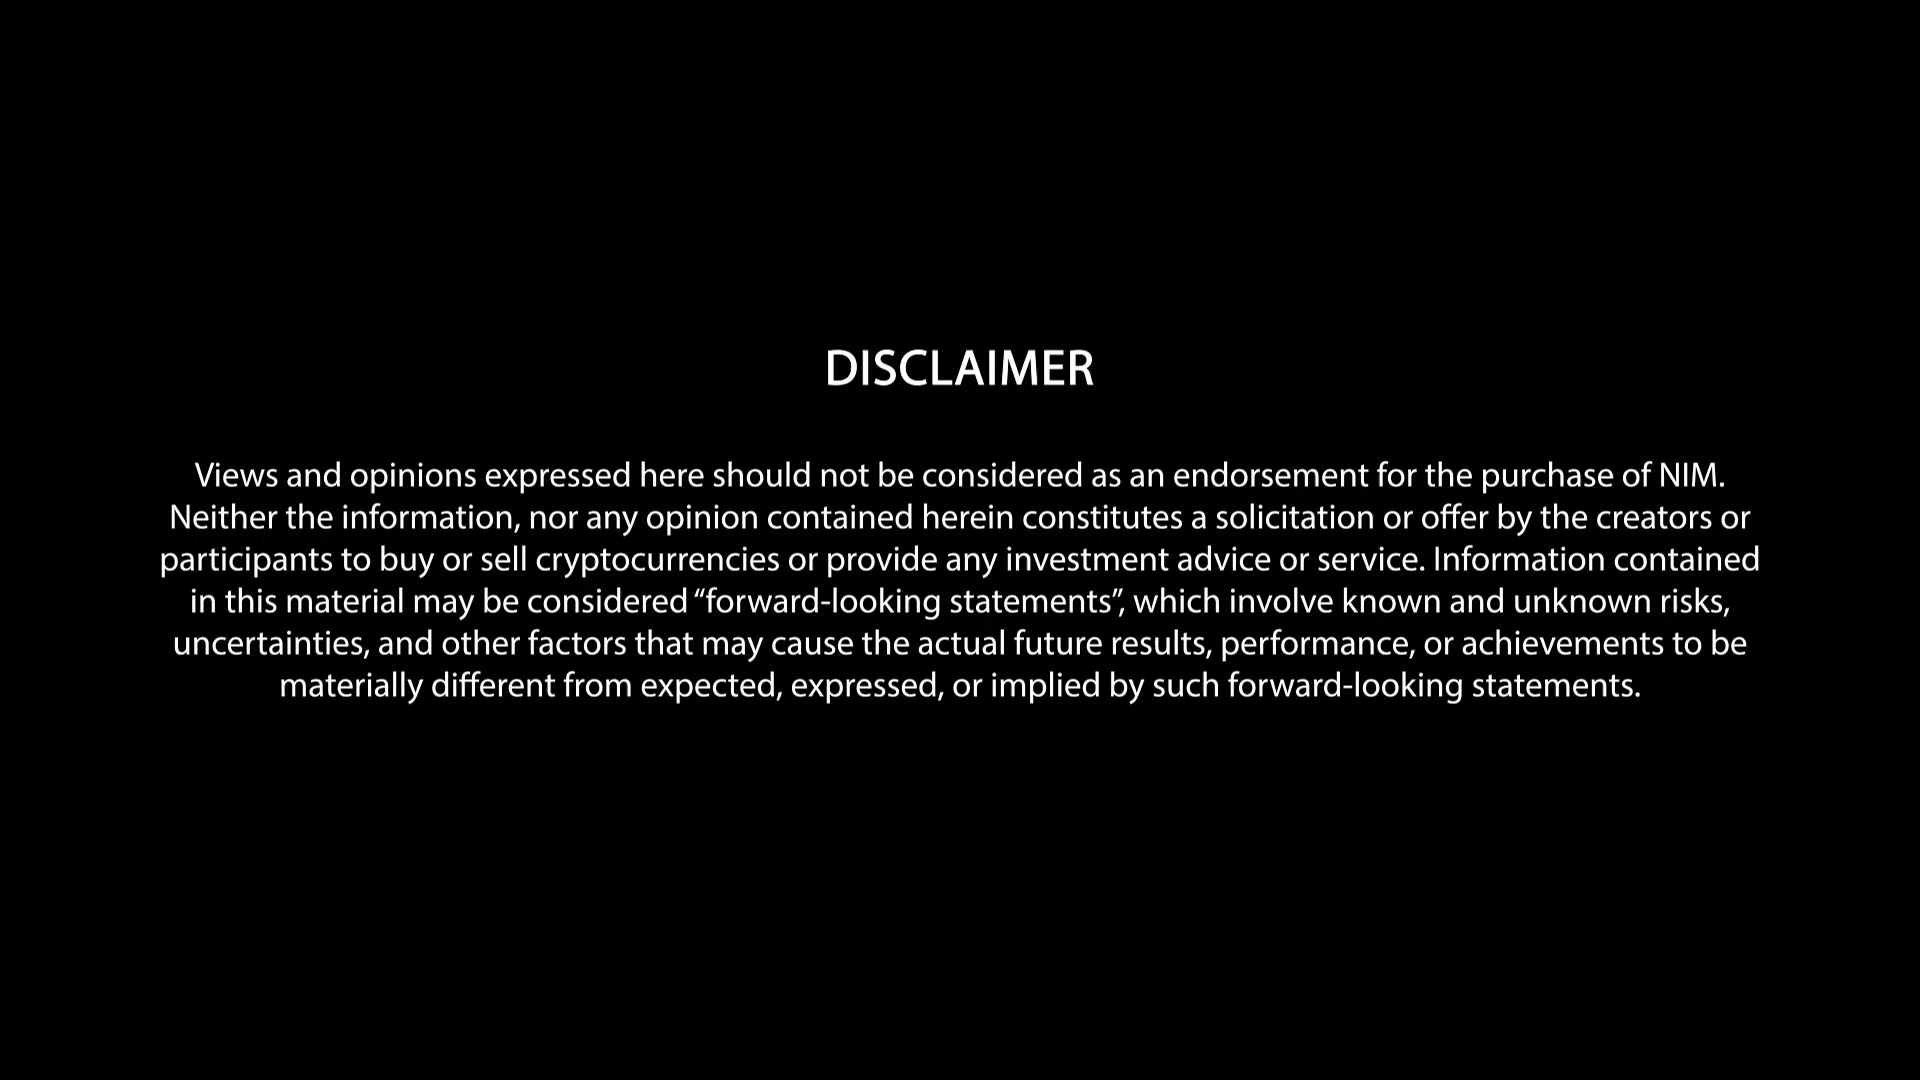 DISCLAIMER
Views and opinions expressed here should not be considered as an endorsement for the purchase of NIM.
Neither the information, nor any opinion contained herein constitutes a solicitation or offer by the creators or
participants to buy or sell cryptocurrencies or provide any investment advice or service. Information contained
in this material may be considered “forward-looking statements”, which involve known and unknown risks,
uncertainties, and other factors that may cause the actual future results, performance, or achievements to be
materially different from expected, expressed, or implied by such forward-looking statements.